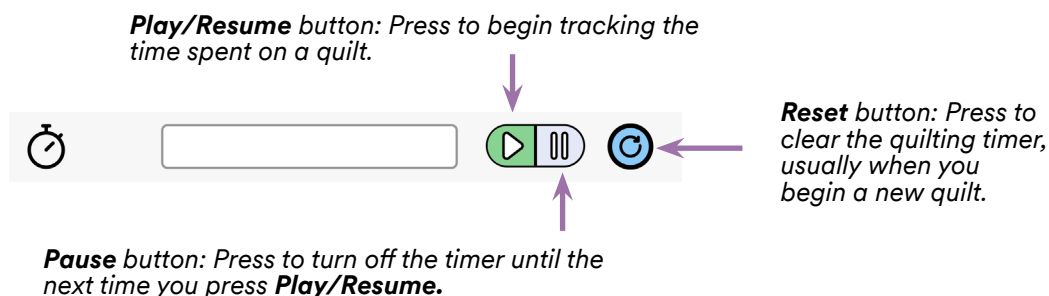 Play/Resume button: Press to begin tracking the
time spent on a quilt.
Reset button: Press to
clear the quilting timer,
usually when you
begin a new quilt.
Pause button: Press to turn off the timer until the
next time you press Play/Resume.